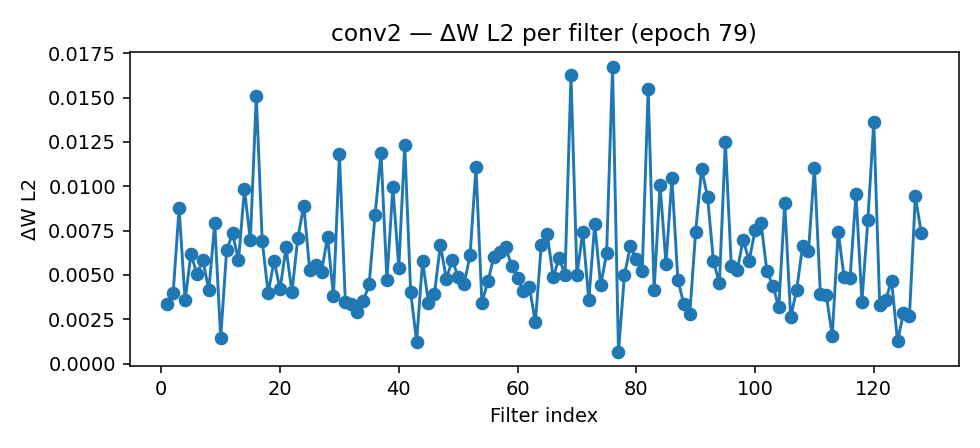 conv2 — ΔW L2 per filter (epoch 79)
0.0175
0.0150
0.0125
0.0100
0.0075
0.0050
0.0025
0.0000
ΔW L2
0 20 40 60 80 100 120
Filter index